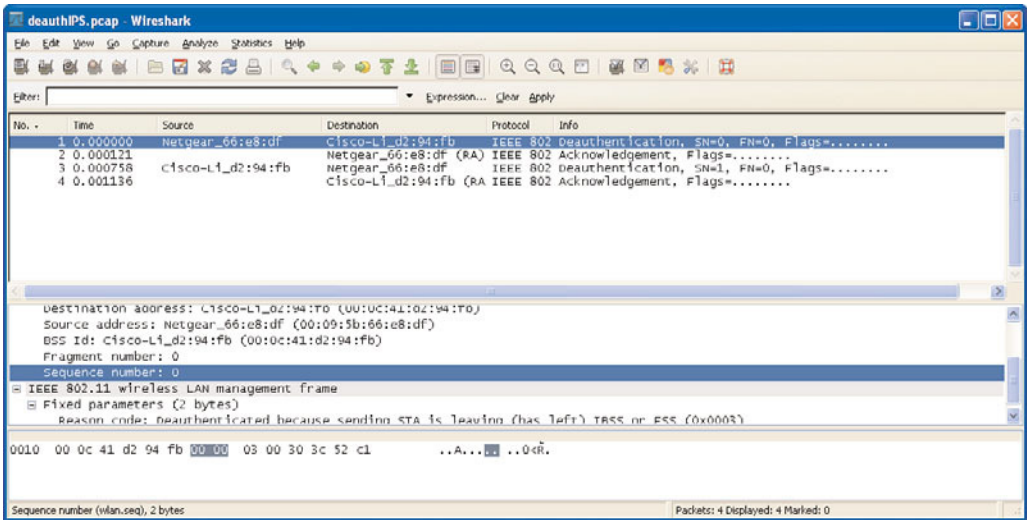 deauthIPS.pcap - Wireshark
File Edit View Go Capture Analyze Statistics Help
Filter: Expression... Clear Apply
No. - Time Source Destination Protocol Info
1 0.000000 Netgear_66:e8:df Cisco-Li_d2:94:fb IEEE 802 Deauthentication, SN=0, FN=0, Flags=........
2 0.000121 Netgear_66:e8:df (RA) IEEE 802 Acknowledgement, Flags=........
3 0.000758 Cisco-Li_d2:94:fb Netgear_66:e8:df IEEE 802 Deauthentication, SN=1, FN=0, Flags=........
4 0.001136 Cisco-Li_d2:94:fb (RA IEEE 802 Acknowledgement, Flags=........
Destination address: Cisco-Li_d2:94:fb (00:0c:41:d2:94:fb)
Source address: Netgear_66:e8:df (00:09:5b:66:e8:df)
BSS Id: Cisco-Li_d2:94:fb (00:0c:41:d2:94:fb)
Fragment number: 0
Sequence number: 0
IEEE 802.11 wireless LAN management frame
Fixed parameters (2 bytes)
Reason code: Deauthenticated because sending STA is leaving (has left) IBSS or ESS (0x0003)
0010 00 0c 41 d2 94 fb 00 00 03 00 30 3c 52 c1 ..A..... ..0<R.
Sequence number (wlan.seq), 2 bytes Packets: 4 Displayed: 4 Marked: 0